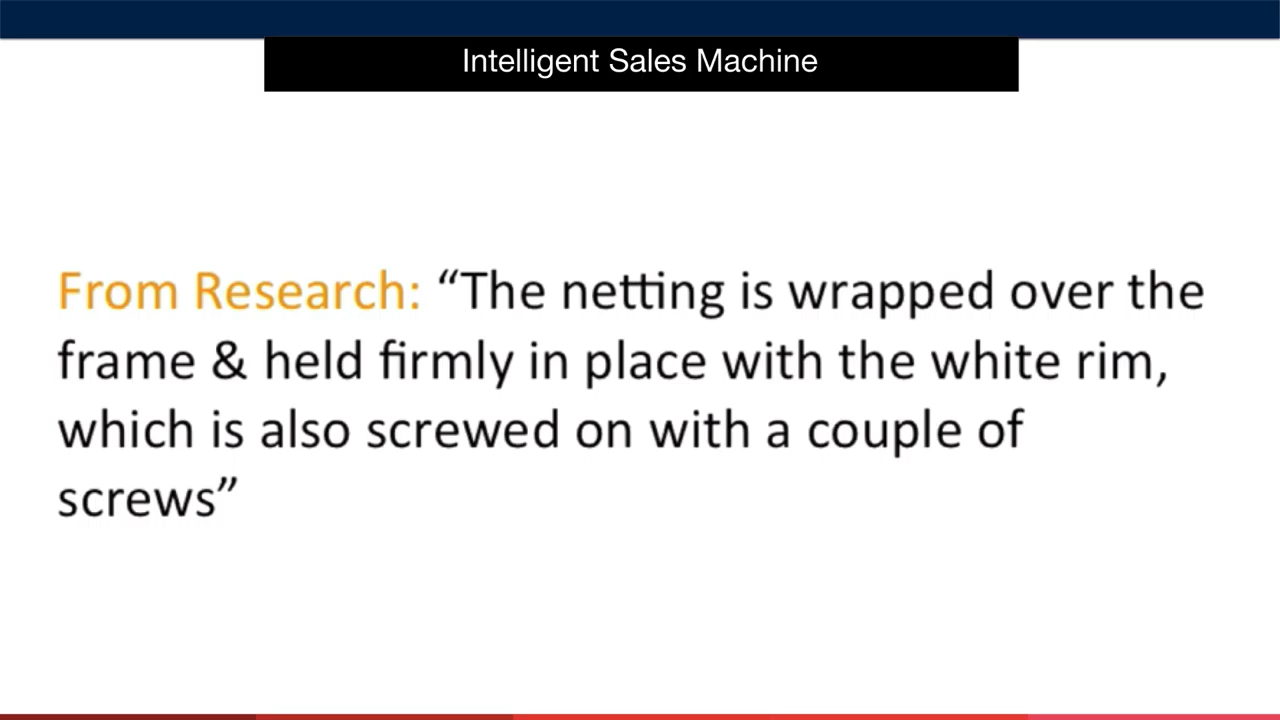 Intelligent Sales Machine
From Research: “The netting is wrapped over the
frame & held firmly in place with the white rim,
which is also screwed on with a couple of
screws”